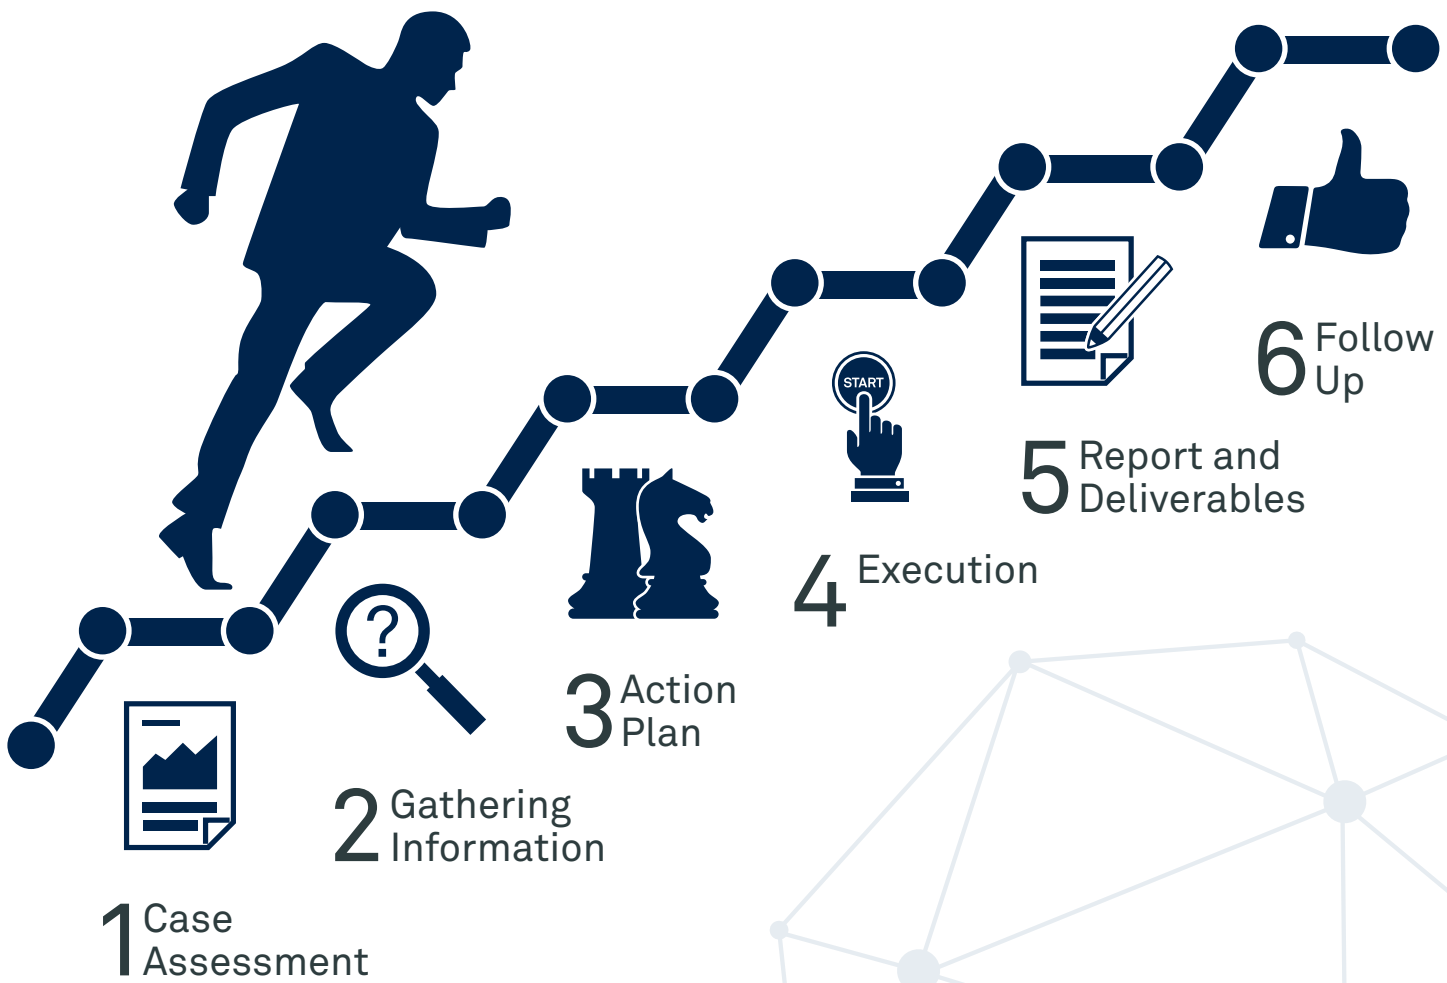 1 Case
Assessment
2 Gathering
Information
?
3 Action
Plan
4 Execution
START
5 Report and
Deliverables
6 Follow
Up